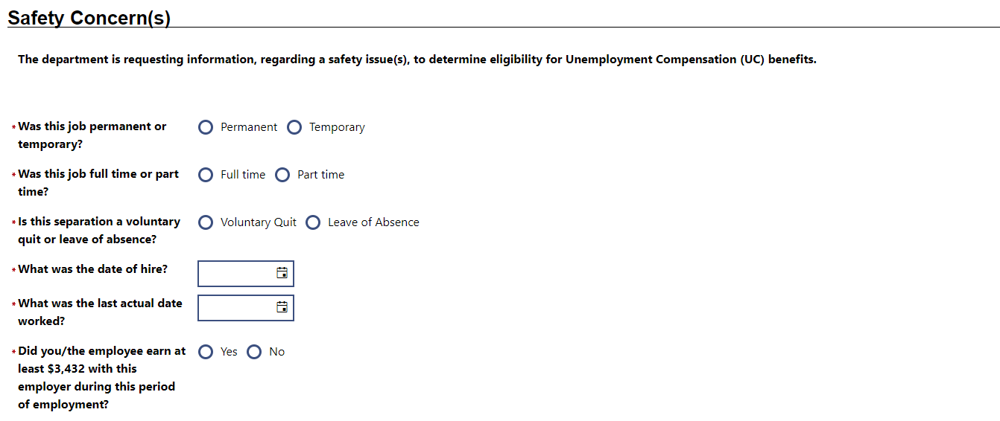 Safety Concern(s)
The department is requesting information, regarding a safety issue(s), to determine eligibility for Unemployment Compensation (UC) benefits.
* Was this job permanent or
temporary?
Permanent Temporary
* Was this job full time or part
time?
Full time Part time
* Is this separation a voluntary
quit or leave of absence?
Voluntary Quit Leave of Absence
* What was the date of hire?
* What was the last actual date
worked?
* Did you/the employee earn at
least $3,432 with this
employer during this period
of employment?
Yes No